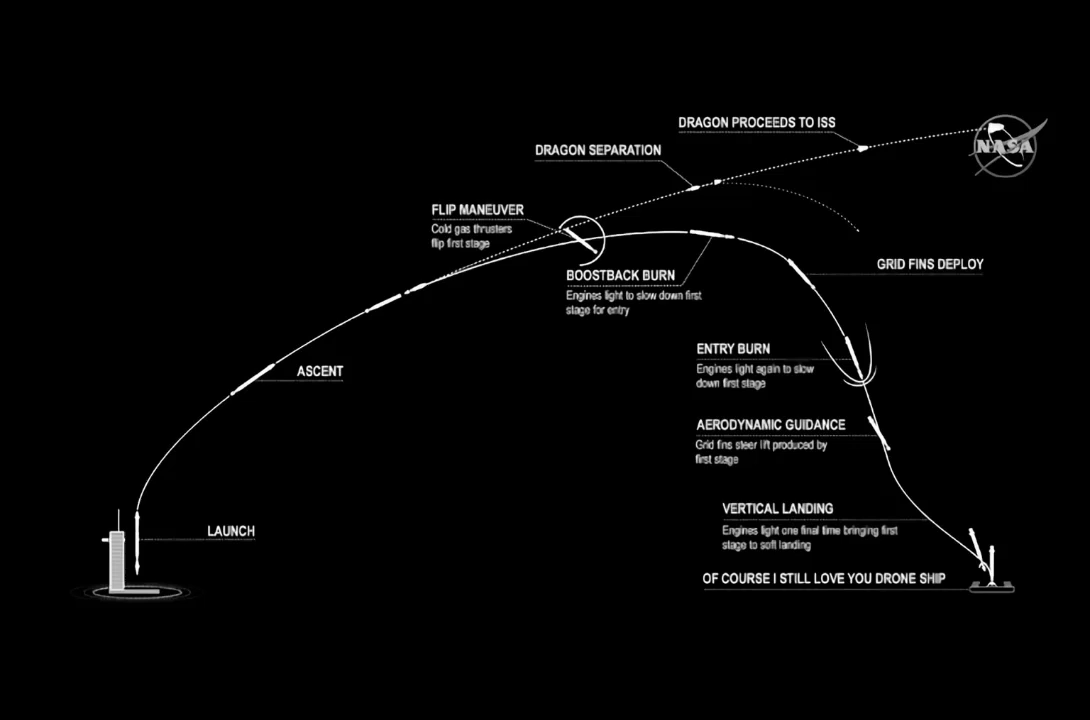 DRAGON PROCEEDS TO ISS
NASA
DRAGON SEPARATION
FLIP MANEUVER
Cold gas thrusters
flip first stage
BOOSTBACK BURN
Engines light to slow down first
stage for entry
GRID FINS DEPLOY
ASCENT
ENTRY BURN
Engines light again to slow
down first stage
AERODYNAMIC GUIDANCE
Grid fins steer lift produced by
first stage
LAUNCH
VERTICAL LANDING
Engines light one final time bringing first
stage to soft landing
OF COURSE I STILL LOVE YOU DRONE SHIP